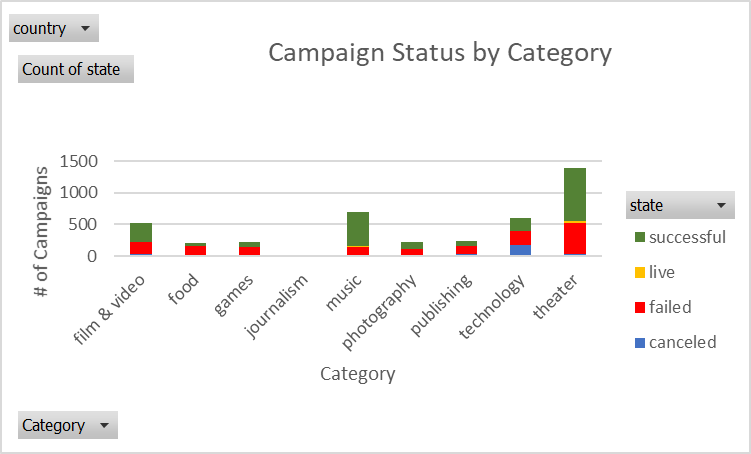 country
Count of state
Campaign Status by Category
# of Campaigns
1500
1000
500
0
film & video
food
games
journalism
music
photography
publishing
technology
theater
Category
state
successful
live
failed
canceled
Category